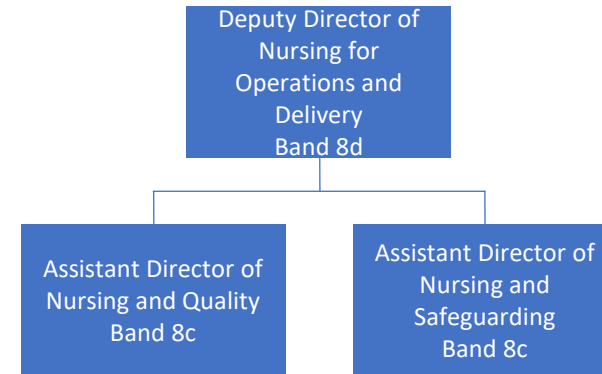 Deputy Director of
Nursing for
Operations and
Delivery
Band 8d
Assistant Director of
Nursing and Quality
Band 8c
Assistant Director of
Nursing and
Safeguarding
Band 8c